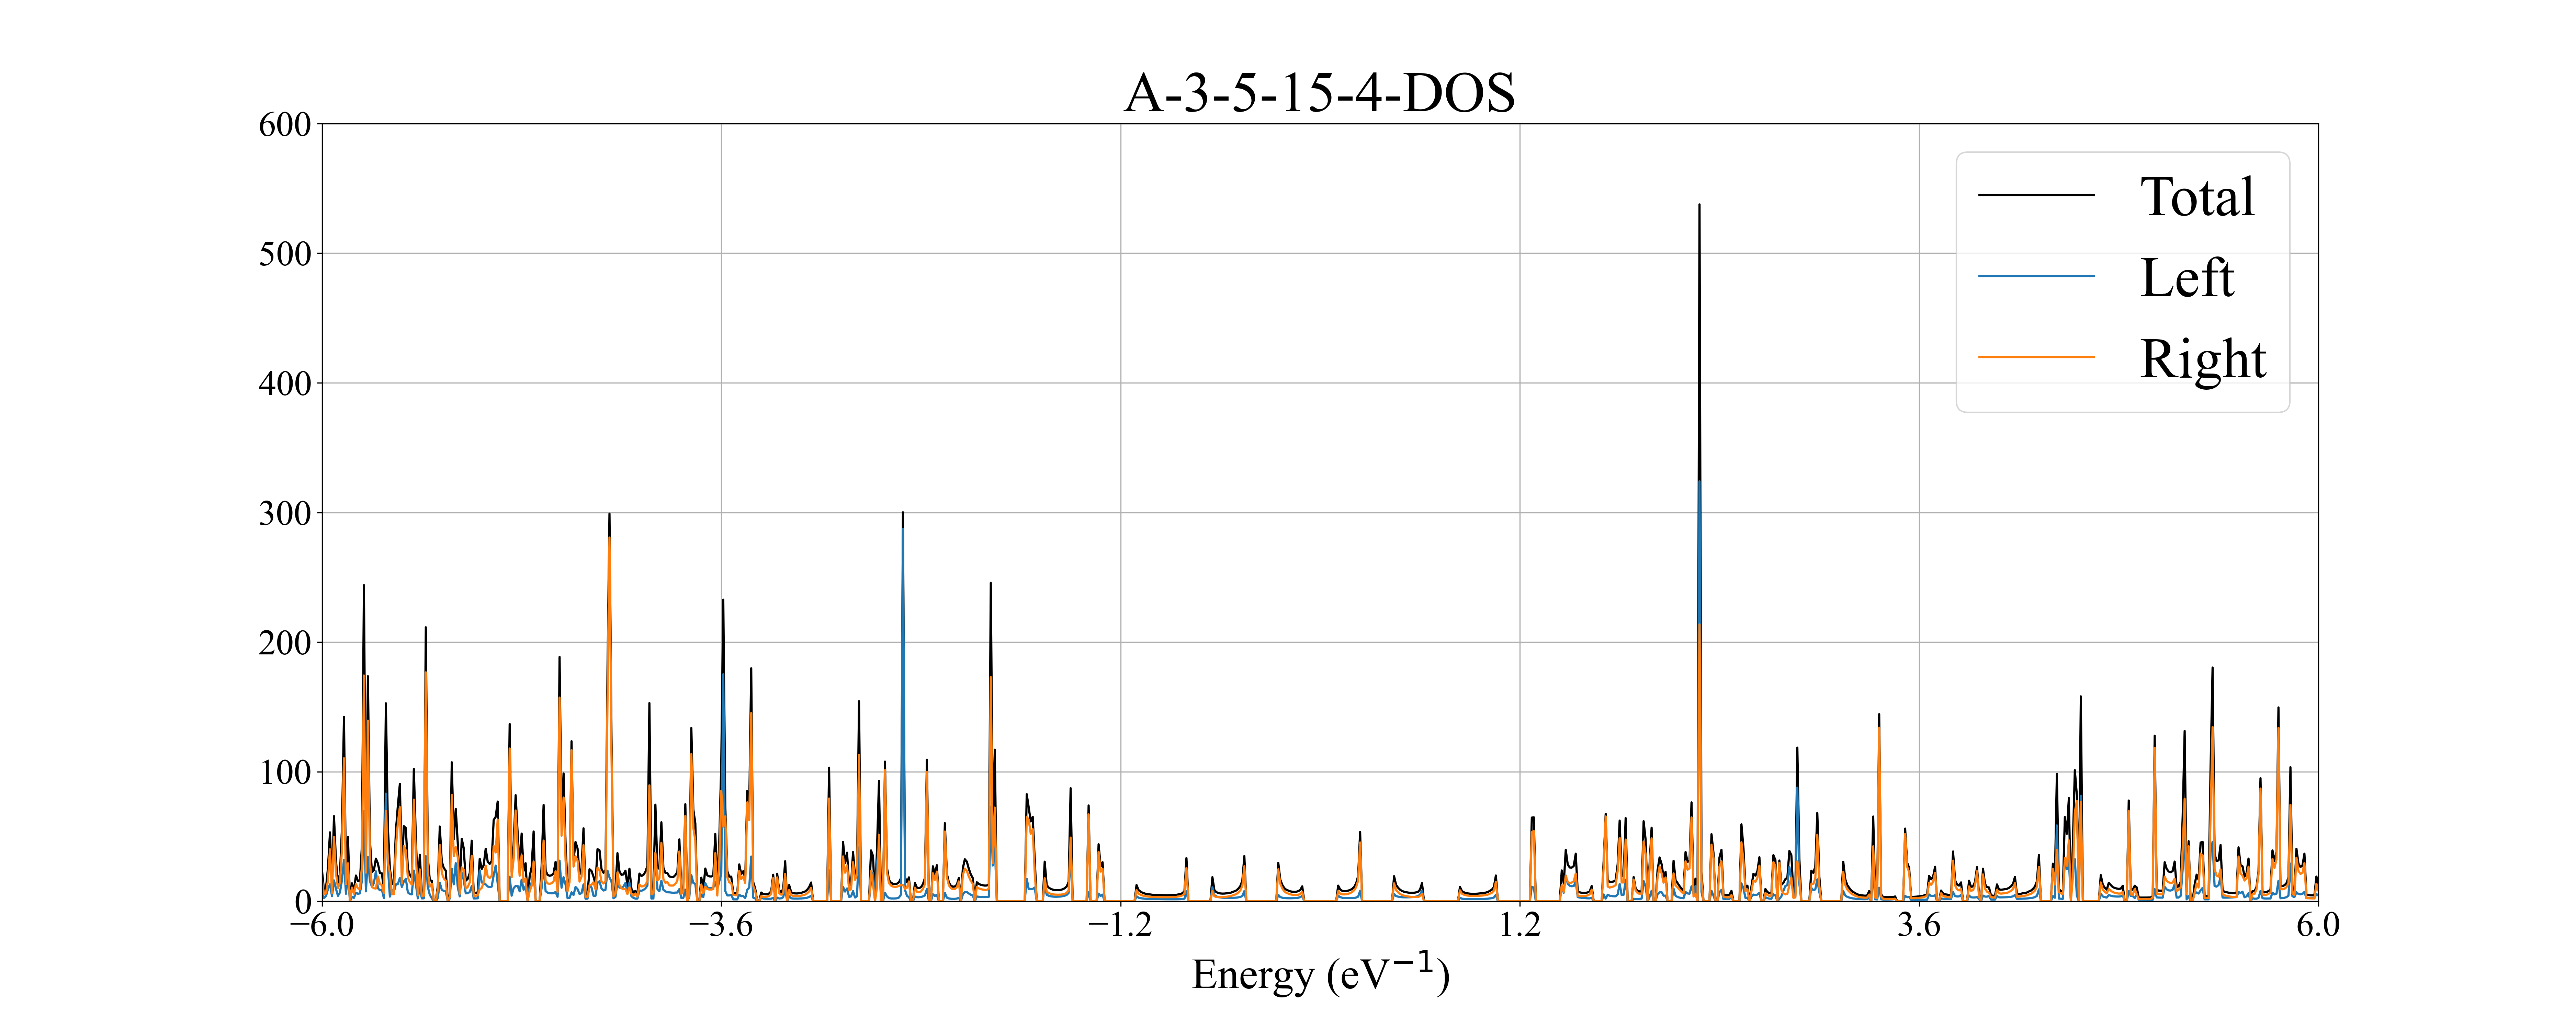 A-3-5-15-4-DOS
600
500
400
300
200
100
0
Total
Left
Right
−6.0 −3.6 −1.2 1.2 3.6 6.0
Energy (eV⁻¹)